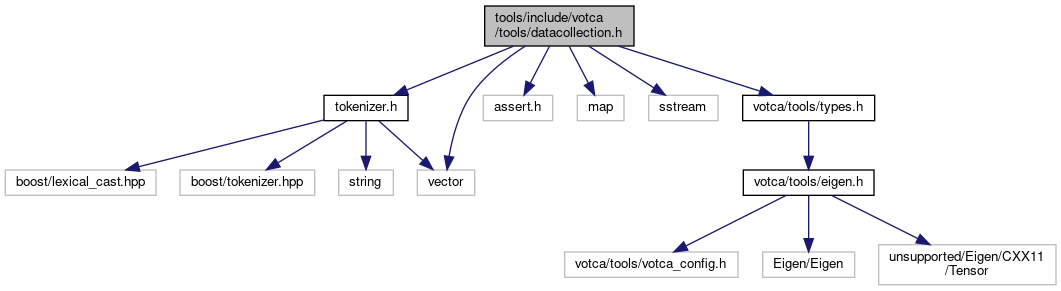 tools/include/votca
/tools/datacollection.h
tokenizer.h
assert.h
map
sstream
votca/tools/types.h
boost/lexical_cast.hpp
boost/tokenizer.hpp
string
vector
votca/tools/eigen.h
votca/tools/votca_config.h
Eigen/Eigen
unsupported/Eigen/CXX11
/Tensor